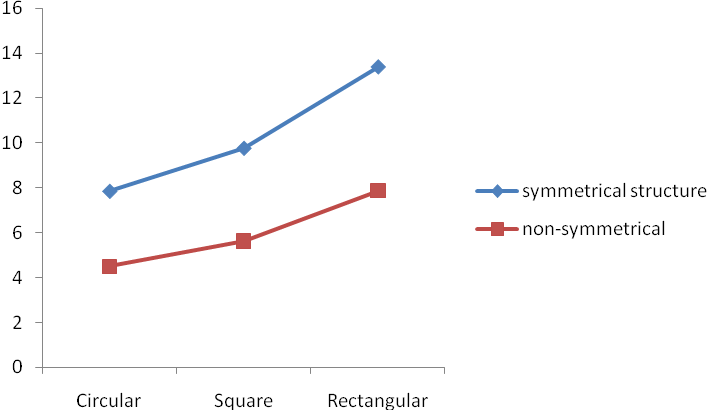 16
14
12
10
8
6
4
2
0
Circular
Square
Rectangular
symmetrical structure
non-symmetrical